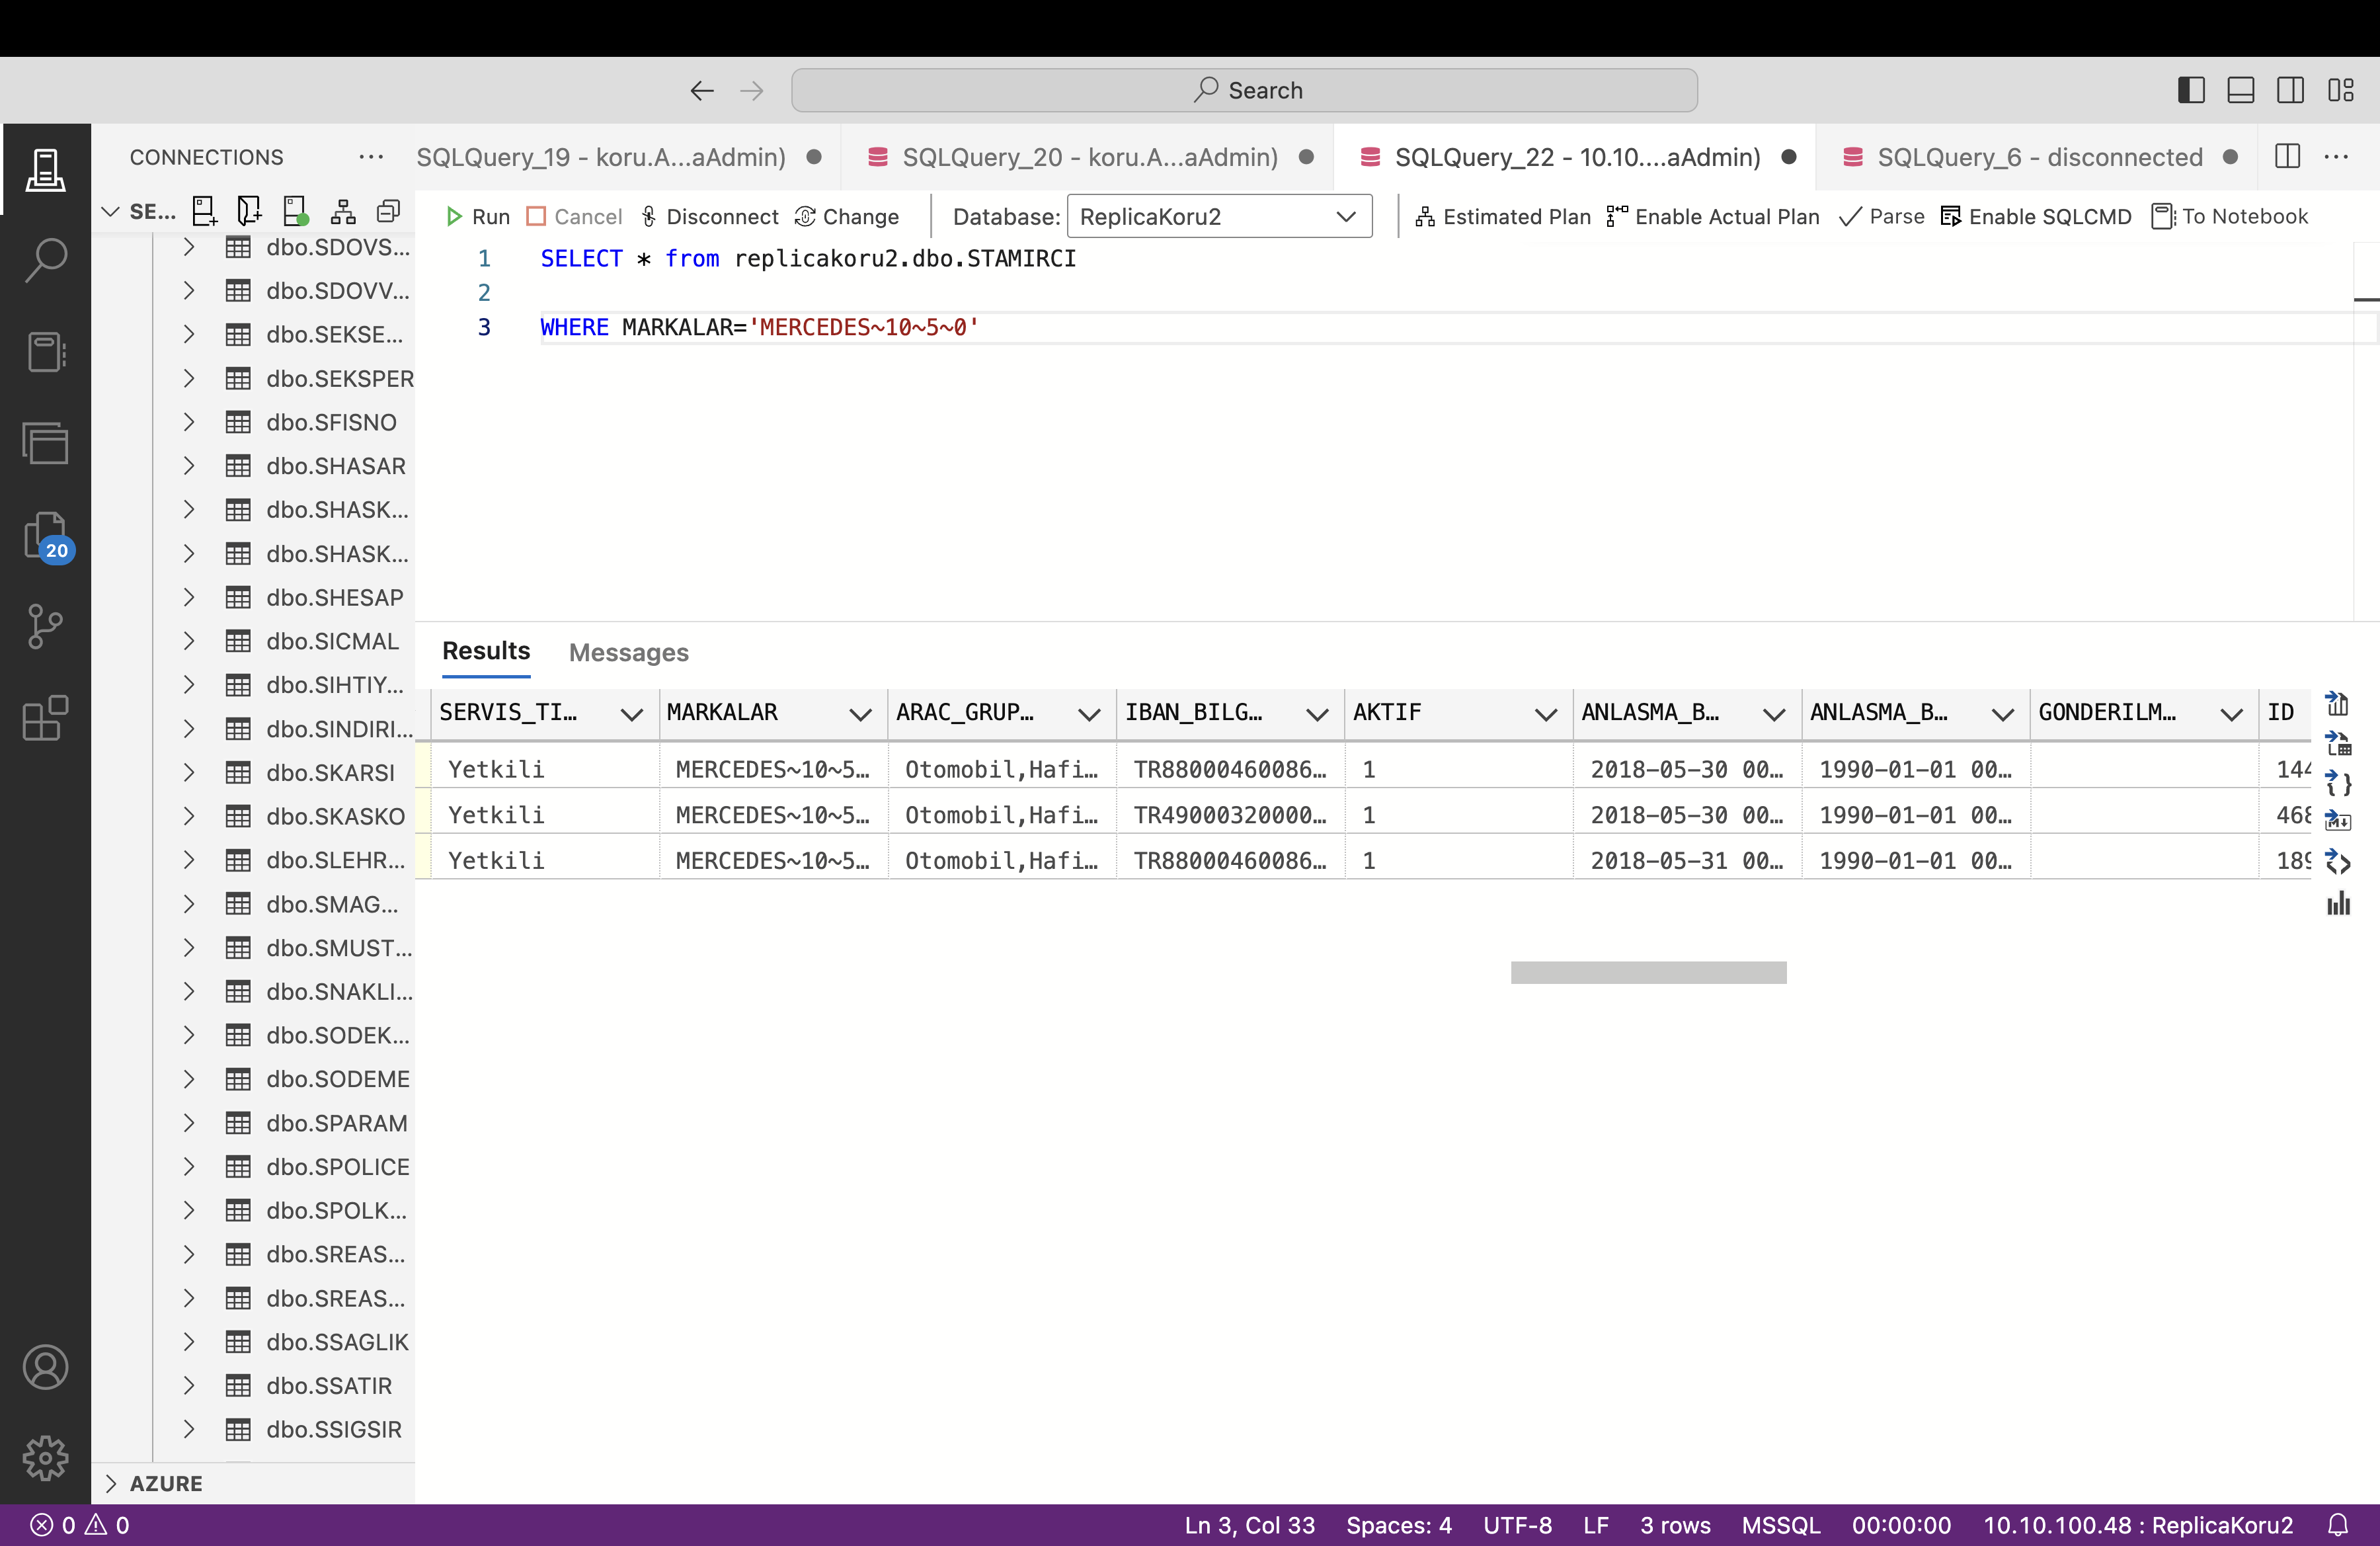 Search
CONNECTIONS
SQLQuery_19 - koru.A...aAdmin)
SQLQuery_20 - koru.A...aAdmin)
SQLQuery_22 - 10.10....aAdmin)
SQLQuery_6 - disconnected
SE...
Run
Cancel
Disconnect
Change
Database:
ReplicaKoru2
Estimated Plan
Enable Actual Plan
Parse
Enable SQLCMD
To Notebook
dbo.SDOVS...
dbo.SDOVV...
dbo.SEKSE...
dbo.SEKSPER
dbo.SFISNO
dbo.SHASAR
dbo.SHASK...
dbo.SHASK...
dbo.SHESAP
dbo.SICMAL
dbo.SIHTIY...
dbo.SINDIRI...
dbo.SKARSI
dbo.SKASKO
dbo.SLEHR...
dbo.SMAG...
dbo.SMUST...
dbo.SNAKLI...
dbo.SODEK...
dbo.SODEME
dbo.SPARAM
dbo.SPOLICE
dbo.SPOLK...
dbo.SREAS...
dbo.SREAS...
dbo.SSAGLIK
dbo.SSATIR
dbo.SSIGSIR
AZURE
20
1 SELECT * from replicakoru2.dbo.STAMIRCI
2
3 WHERE MARKALAR='MERCEDES~10~5~0'
Results Messages
SERVIS_TI... MARKALAR ARAC_GRUP... IBAN_BILG... AKTIF ANLASMA_B... ANLASMA_B... GONDERILM... ID
Yetkili MERCEDES~10~5... Otomobil,Hafi... TR88000460086... 1 2018-05-30 00... 1990-01-01 00... 144
Yetkili MERCEDES~10~5... Otomobil,Hafi... TR49000320000... 1 2018-05-30 00... 1990-01-01 00... 468
Yetkili MERCEDES~10~5... Otomobil,Hafi... TR88000460086... 1 2018-05-31 00... 1990-01-01 00... 189
0 0
Ln 3, Col 33 Spaces: 4 UTF-8 LF 3 rows MSSQL 00:00:00 10.10.100.48 : ReplicaKoru2